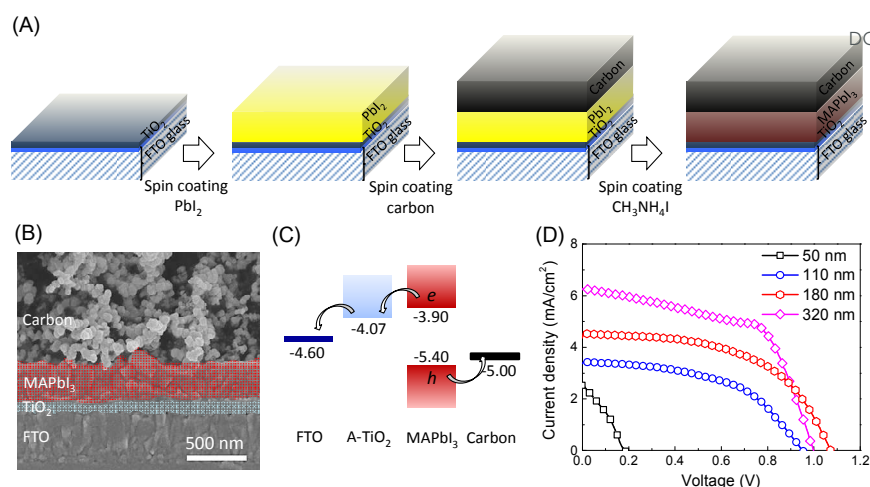 (A)
DC
TiO₂
FTO glass
Spin coating
PbI₂
PbI₂
TiO₂
FTO glass
Spin coating
carbon
Carbon
PbI₂
TiO₂
FTO glass
Spin coating
CH₃NH₄I
Carbon
MAPbI₃
TiO₂
FTO glass
(B)
Carbon
MAPbI₃
TiO₂
FTO
500 nm
(C)
e
-4.07
-3.90
-4.60
-5.40
-5.00
h
FTO A-TiO₂ MAPbI₃ Carbon
(D)
Current density (mA/cm²)
8
6
4
2
0
50 nm
110 nm
180 nm
320 nm
0.0 0.2 0.4 0.6 0.8 1.0 1.2
Voltage (V)